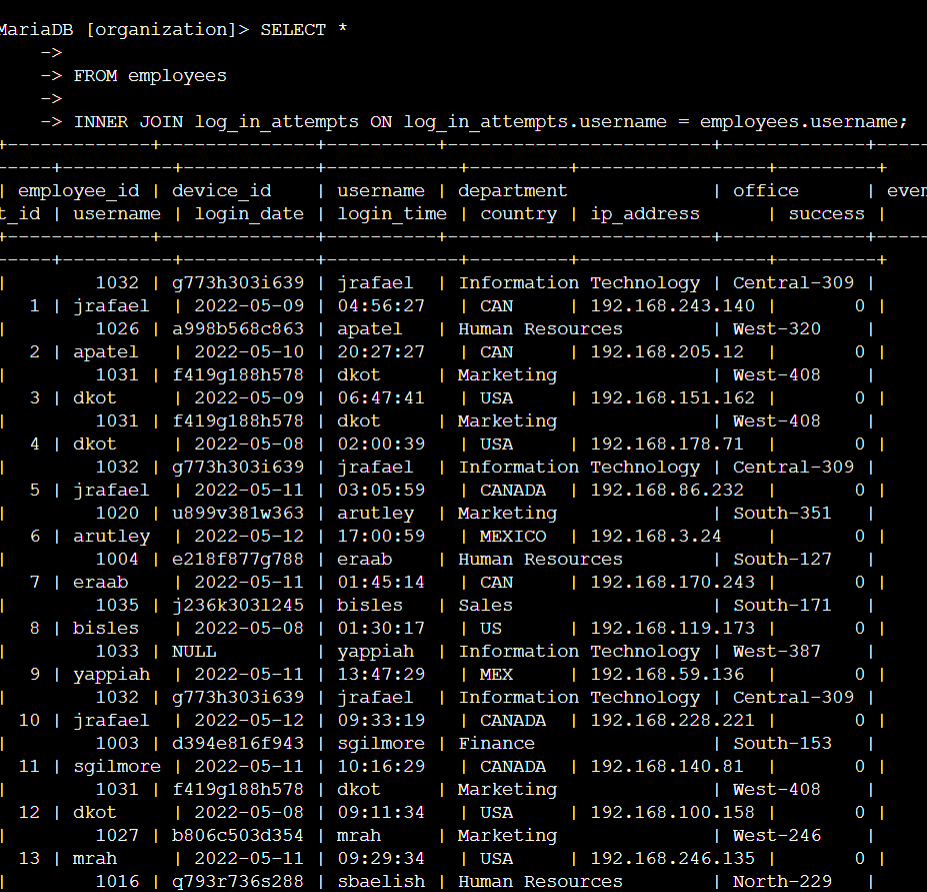 MariaDB [organization]> SELECT *
    ->
    -> FROM employees
    ->
    -> INNER JOIN log_in_attempts ON log_in_attempts.username = employees.username;
+-------------+--------------+----------+------------------------+-------------+-----
-----+----------+------------+------------+---------+-----------------+---------+
| employee_id | device_id    | username | department             | office      | even
t_id | username | login_date | login_time | country | ip_address      | success |
+-------------+--------------+----------+------------------------+-------------+-----
-----+----------+------------+------------+---------+-----------------+---------+
|        1032 | g773h303i639 | jrafael  | Information Technology | Central-309 |
   1 | jrafael  | 2022-05-09 | 04:56:27   | CAN     | 192.168.243.140 |       0 |
|        1026 | a998b568c863 | apatel   | Human Resources        | West-320    |
   2 | apatel   | 2022-05-10 | 20:27:27   | CAN     | 192.168.205.12  |       0 |
|        1031 | f419g188h578 | dkot     | Marketing              | West-408    |
   3 | dkot     | 2022-05-09 | 06:47:41   | USA     | 192.168.151.162 |       0 |
|        1031 | f419g188h578 | dkot     | Marketing              | West-408    |
   4 | dkot     | 2022-05-08 | 02:00:39   | USA     | 192.168.178.71  |       0 |
|        1032 | g773h303i639 | jrafael  | Information Technology | Central-309 |
   5 | jrafael  | 2022-05-11 | 03:05:59   | CANADA  | 192.168.86.232  |       0 |
|        1020 | u899v381w363 | arutley  | Marketing              | South-351   |
   6 | arutley  | 2022-05-12 | 17:00:59   | MEXICO  | 192.168.3.24    |       0 |
|        1004 | e218f877g788 | eraab    | Human Resources        | South-127   |
   7 | eraab    | 2022-05-11 | 01:45:14   | CAN     | 192.168.170.243 |       0 |
|        1035 | j236k303l245 | bisles   | Sales                  | South-171   |
   8 | bisles   | 2022-05-08 | 01:30:17   | US      | 192.168.119.173 |       0 |
|        1033 | NULL         | yappiah  | Information Technology | West-387    |
   9 | yappiah  | 2022-05-11 | 13:47:29   | MEX     | 192.168.59.136  |       0 |
|        1032 | g773h303i639 | jrafael  | Information Technology | Central-309 |
  10 | jrafael  | 2022-05-12 | 09:33:19   | CANADA  | 192.168.228.221 |       0 |
|        1003 | d394e816f943 | sgilmore | Finance                | South-153   |
  11 | sgilmore | 2022-05-11 | 10:16:29   | CANADA  | 192.168.140.81  |       0 |
|        1031 | f419g188h578 | dkot     | Marketing              | West-408    |
  12 | dkot     | 2022-05-08 | 09:11:34   | USA     | 192.168.100.158 |       0 |
|        1027 | b806c503d354 | mrah     | Marketing              | West-246    |
  13 | mrah     | 2022-05-11 | 09:29:34   | USA     | 192.168.246.135 |       0 |
|        1016 | q793r736s288 | sbaelish | Human Resources        | North-229   |